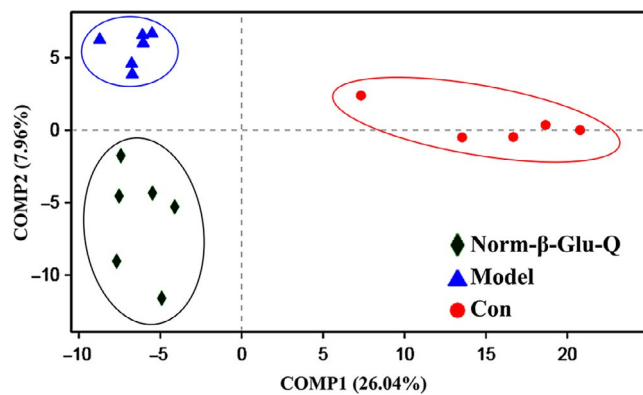 5
0
−5
−10
COMP2 (7.96%)
Norm-β-Glu-Q
Model
Con
−10 −5 0 5 10 15 20
COMP1 (26.04%)